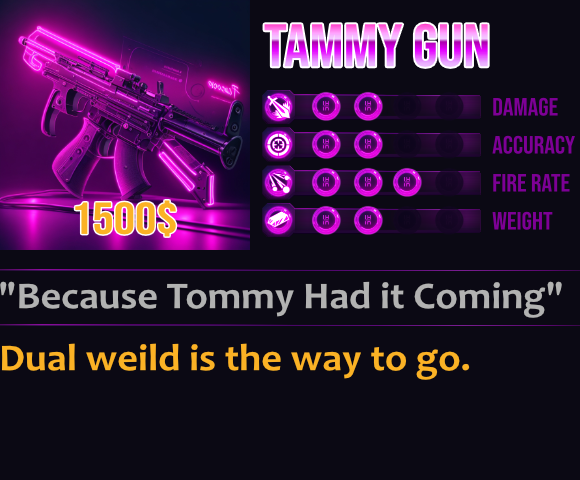 TAMMY GUN
DAMAGE
ACCURACY
FIRE RATE
WEIGHT
1500$
"Because Tommy Had it Coming"
Dual weild is the way to go.